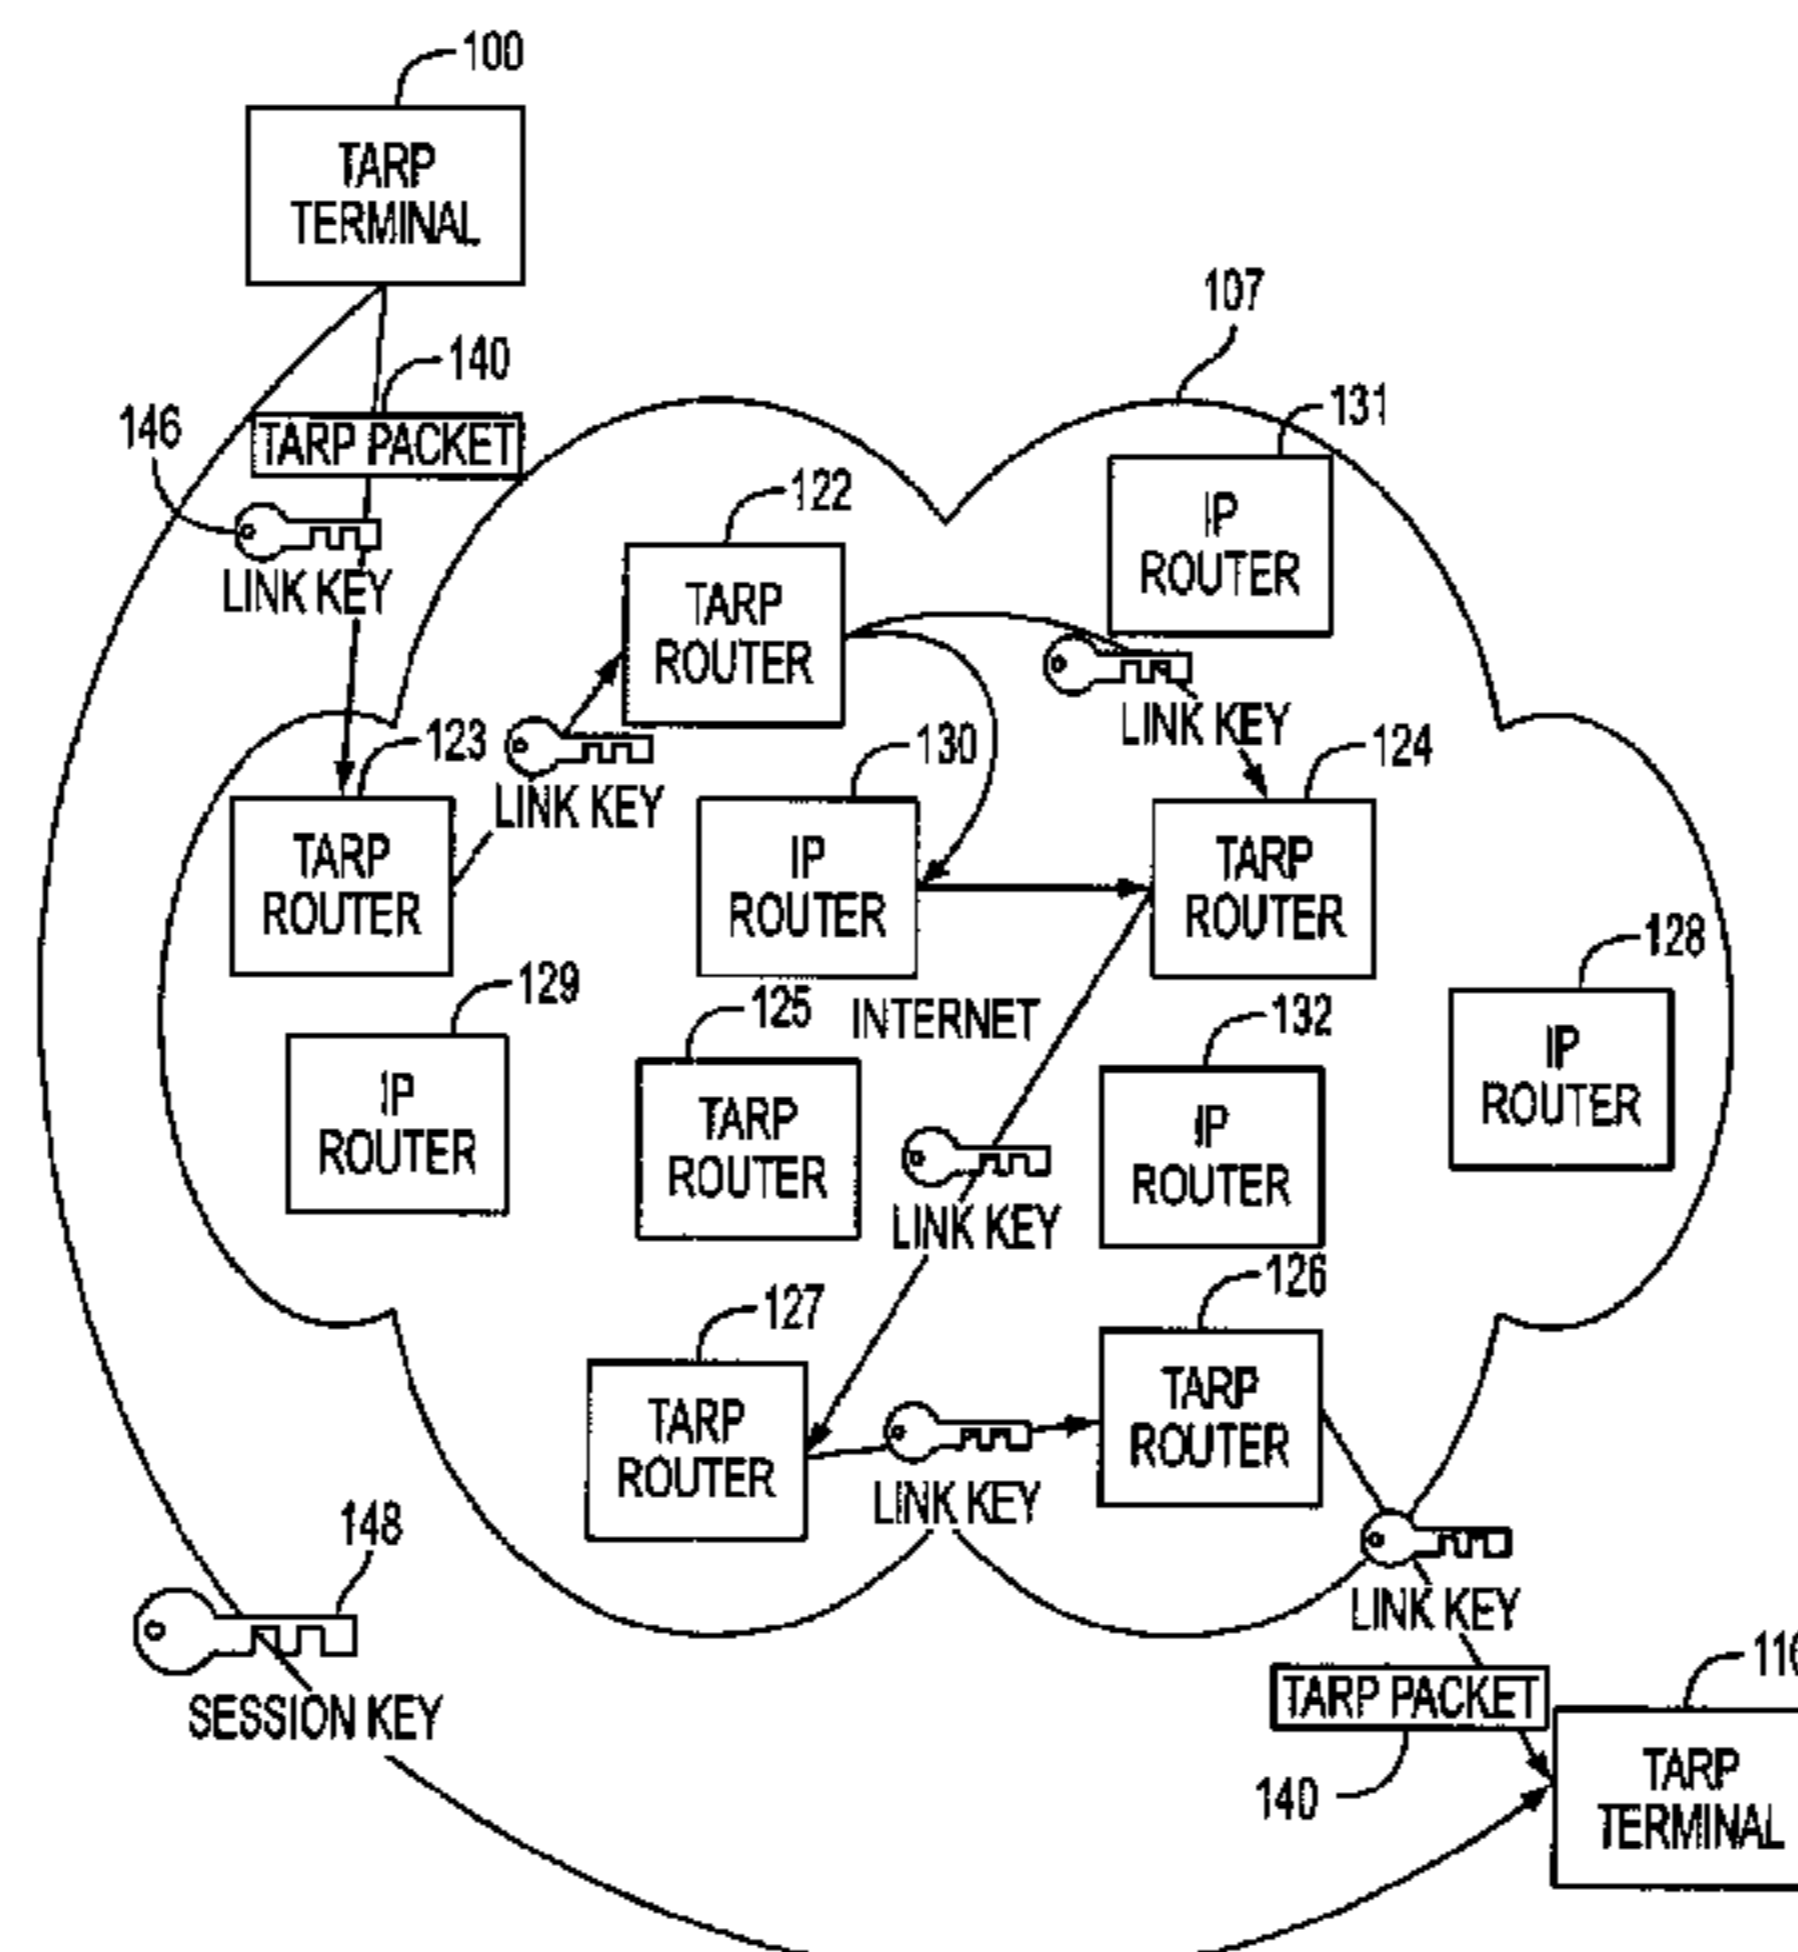 100
TARP
TERMINAL
107
140
131
146
TARP PACKET
122
IP
ROUTER
LINK KEY
TARP
ROUTER
LINK KEY
123
130
124
LINK KEY
TARP
ROUTER
IP
ROUTER
TARP
ROUTER
128
129
125
INTERNET
132
IP
ROUTER
IP
ROUTER
TARP
ROUTER
IP
ROUTER
LINK KEY
127
126
TARP
ROUTER
TARP
ROUTER
LINK KEY
148
LINK KEY
SESSION KEY
TARP PACKET
140
TARP
TERMINAL